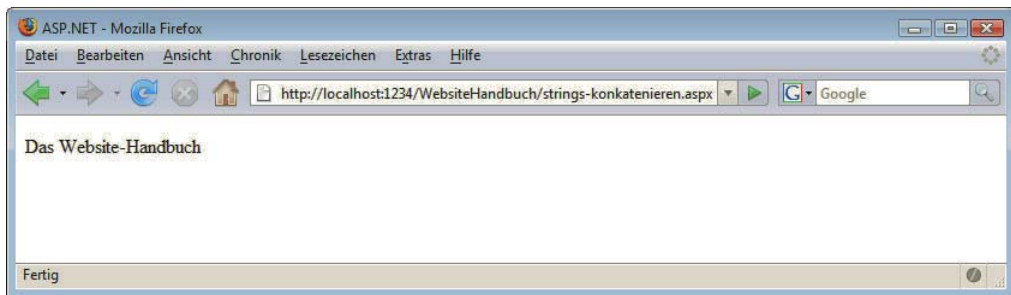 ASP.NET - Mozilla Firefox
Datei Bearbeiten Ansicht Chronik Lesezeichen Extras Hilfe
http://localhost:1234/WebsiteHandbuch/strings-konkatenieren.aspx G Google
Das Website-Handbuch
Fertig